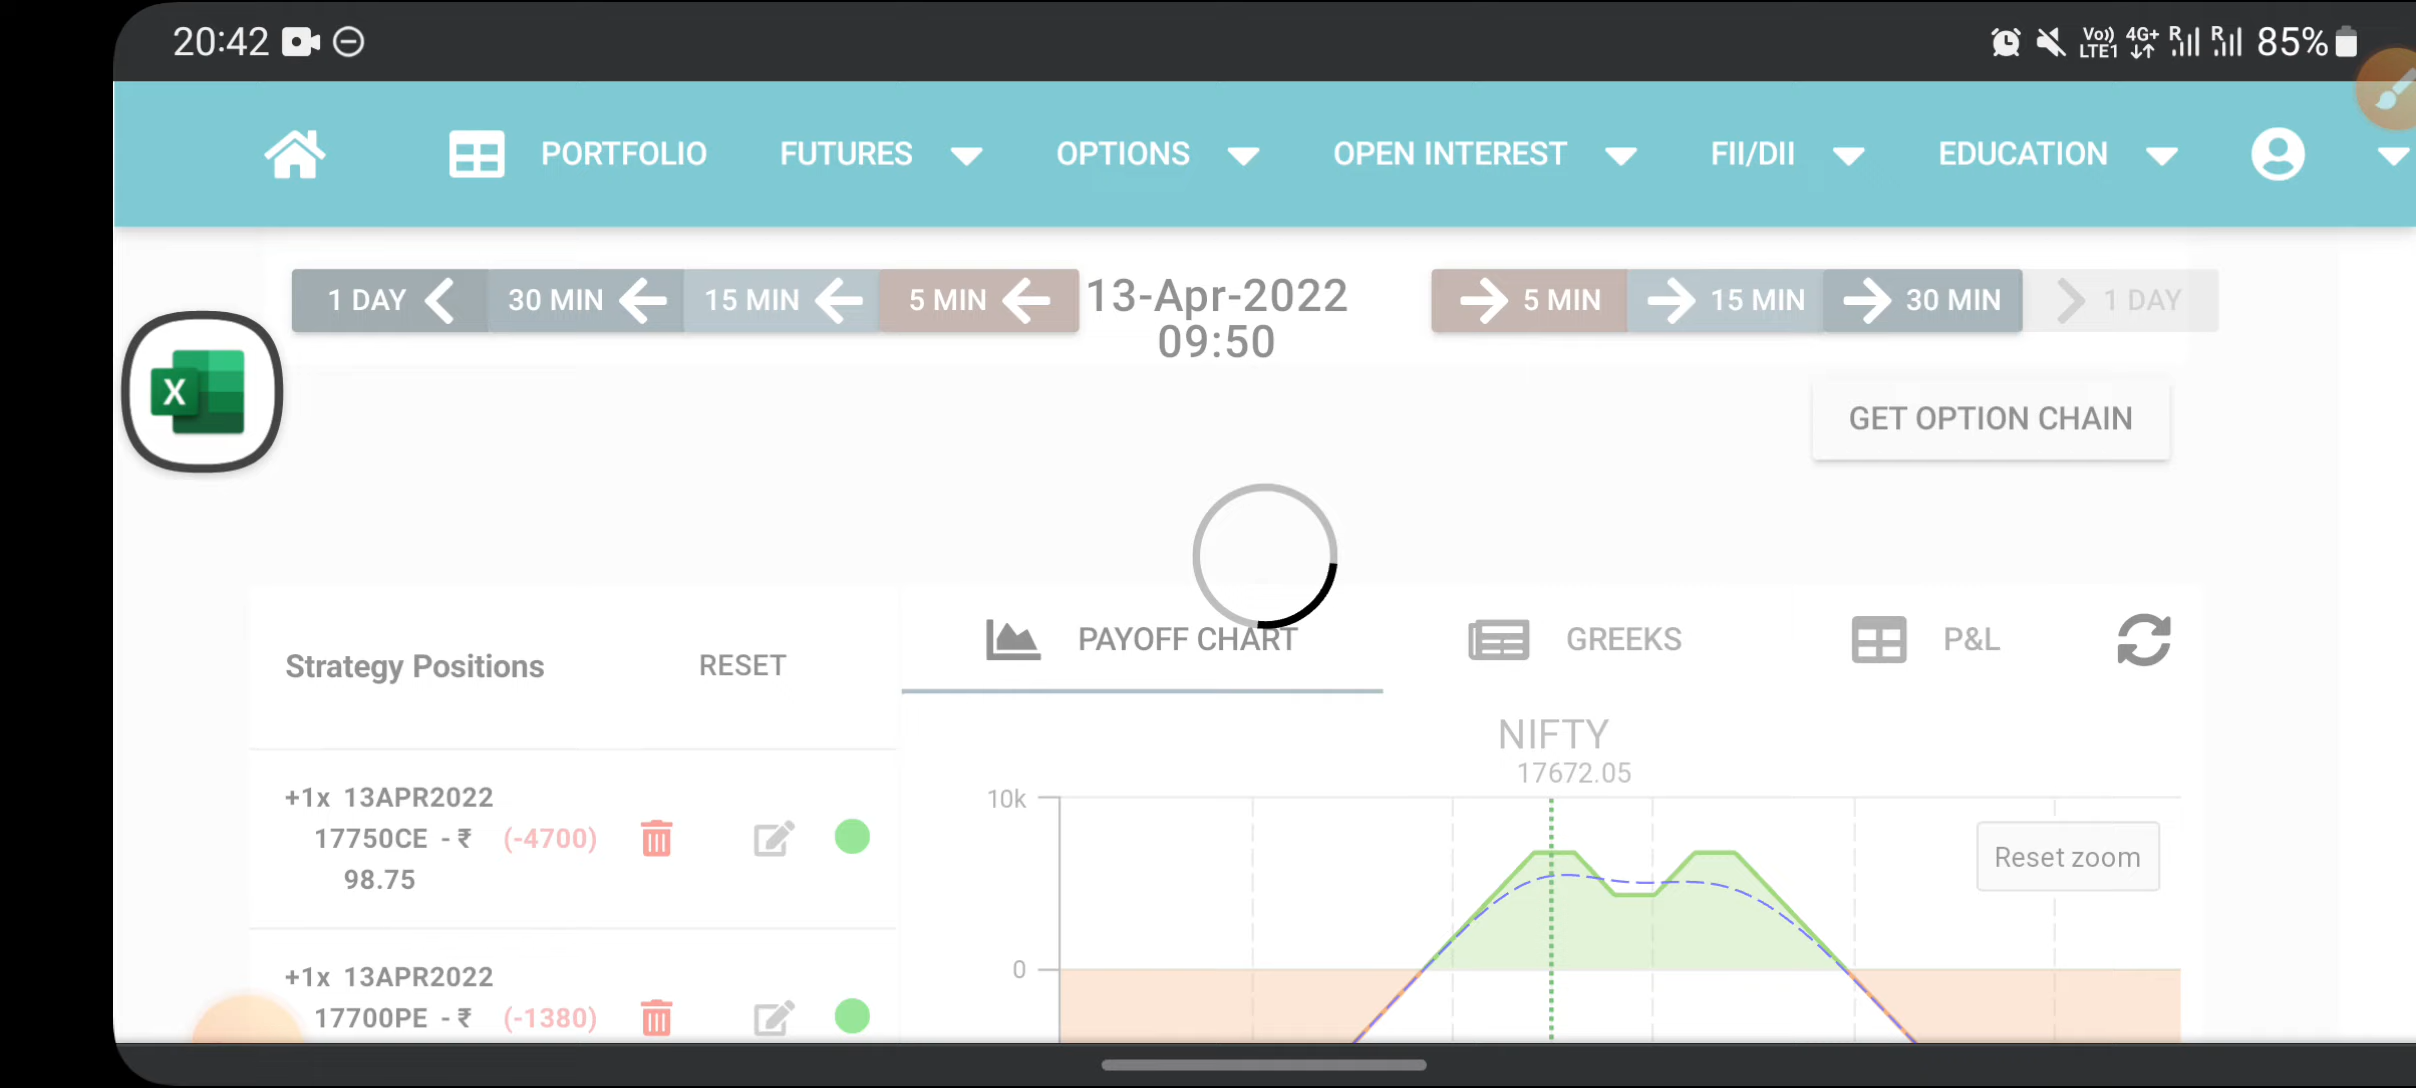 20:42 Vo)) LTE1 4G+ R R 85%
PORTFOLIO FUTURES OPTIONS OPEN INTEREST FII/DII EDUCATION
1 DAY 30 MIN 15 MIN 5 MIN 13-Apr-2022 5 MIN 15 MIN 30 MIN 1 DAY
09:50
X
GET OPTION CHAIN
Strategy Positions RESET PAYOFF CHART GREEKS P&L
NIFTY
17672.05
10k
Reset zoom
0
+1x 13APR2022
17750CE - ₹ (-4700)
98.75
+1x 13APR2022
17700PE - ₹ (-1380)